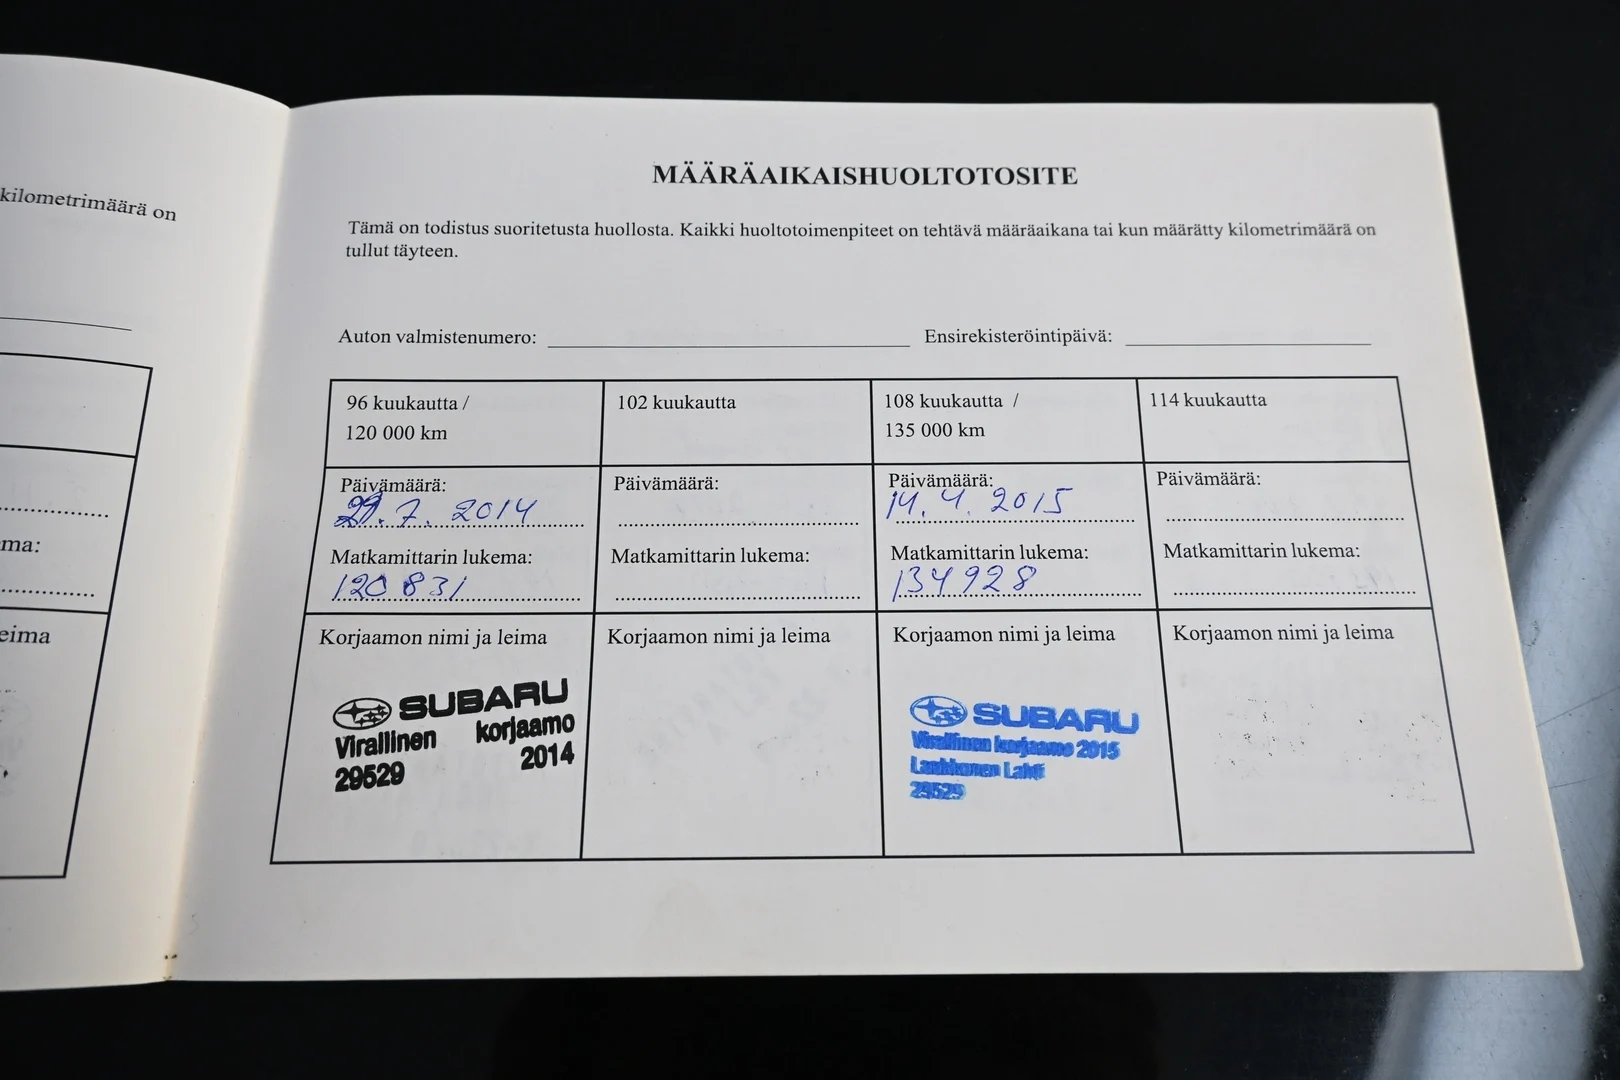 kilometrimäärä on
ma:
eima
MÄÄRÄAIKAISHUOLTOTOSITE
Tämä on todistus suoritetusta huollosta. Kaikki huoltotoimenpiteet on tehtävä määräaikana tai kun määrätty kilometrimäärä on
tullut täyteen.
Auton valmistenumero: Ensirekisteröintipäivä:
96 kuukautta /
120 000 km
Päivämäärä:
.7. 2014
Matkamittarin lukema:
120 831
Korjaamon nimi ja leima
SUBARU
Virallinen korjaamo
29529 2014
102 kuukautta
Päivämäärä:
Matkamittarin lukema:
Korjaamon nimi ja leima
108 kuukautta /
135 000 km
Päivämäärä:
14. 4. 2015
Matkamittarin lukema:
134928
Korjaamon nimi ja leima
SUBARU
Virallinen korjaamo 2015
Laakkonen Lahti
29529
114 kuukautta
Päivämäärä:
Matkamittarin lukema:
Korjaamon nimi ja leima